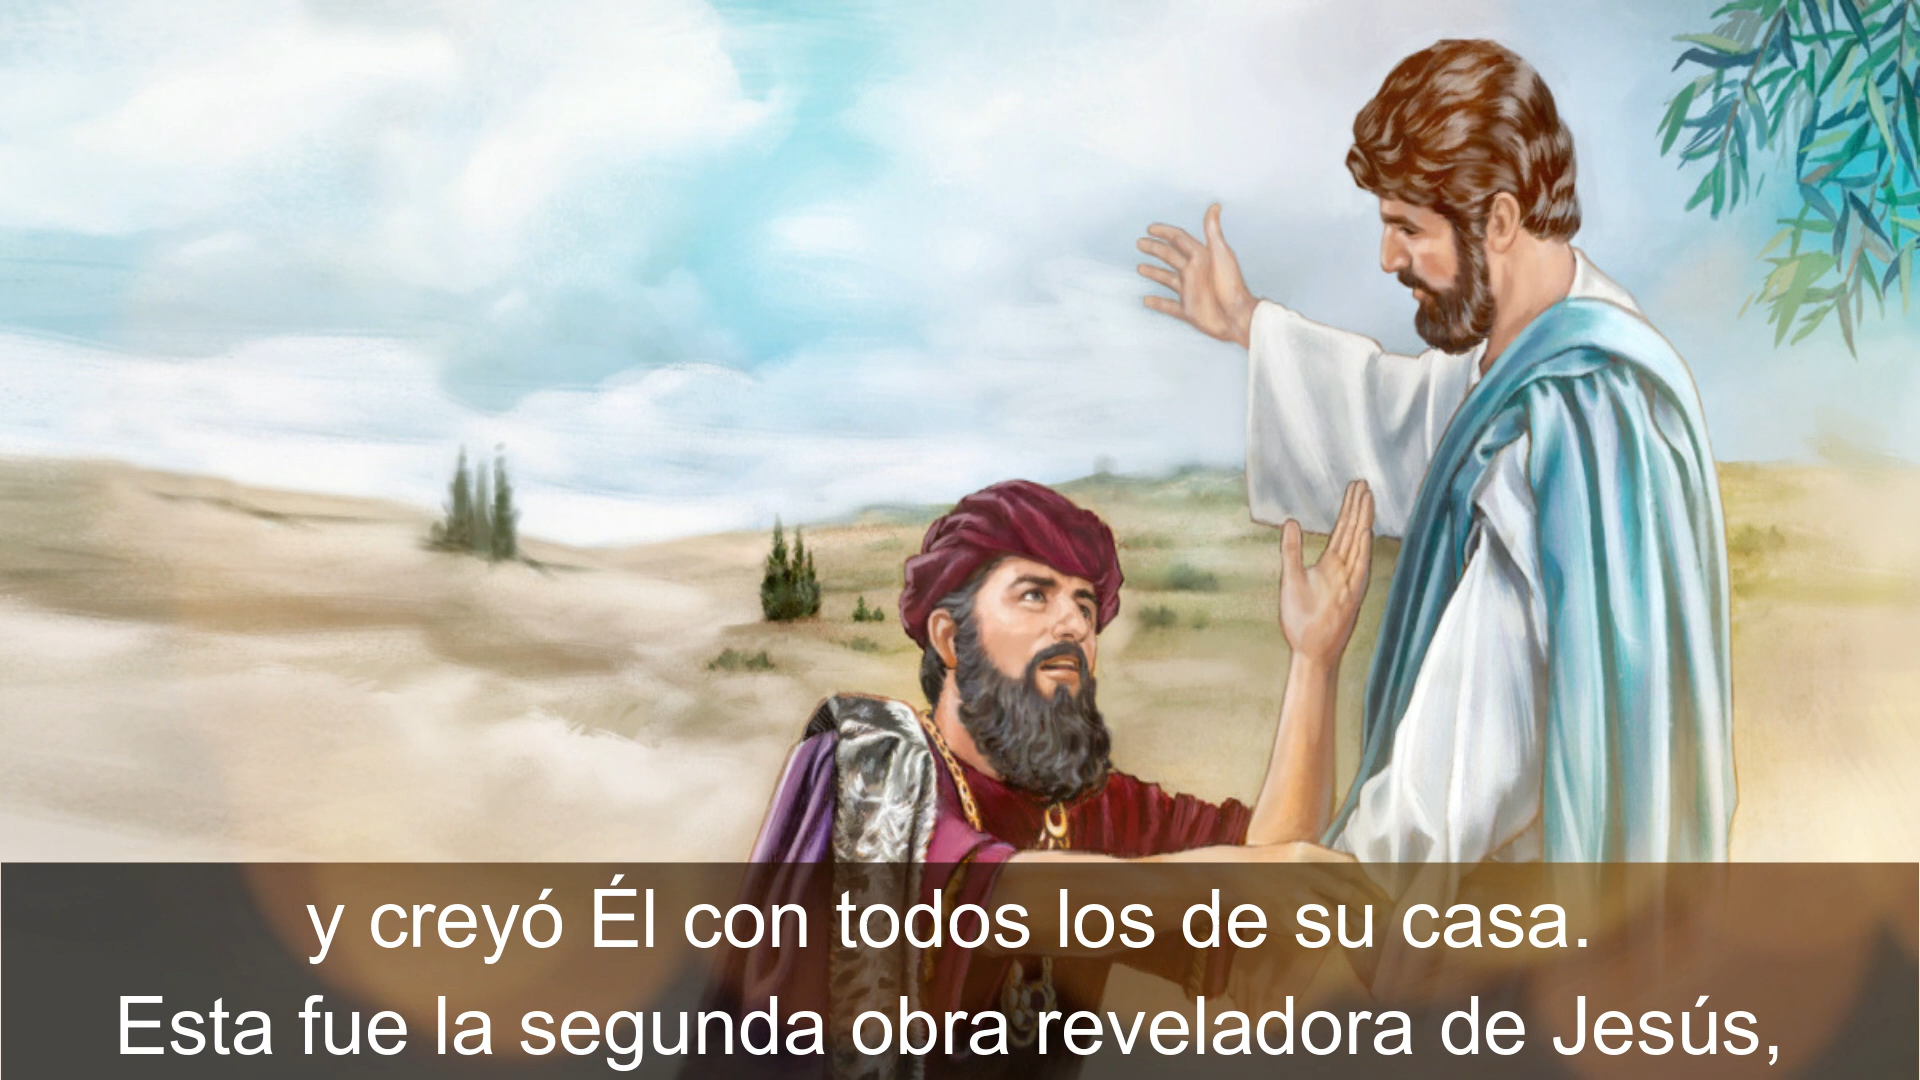 y creyó Él con todos los de su casa.
Esta fue la segunda obra reveladora de Jesús,